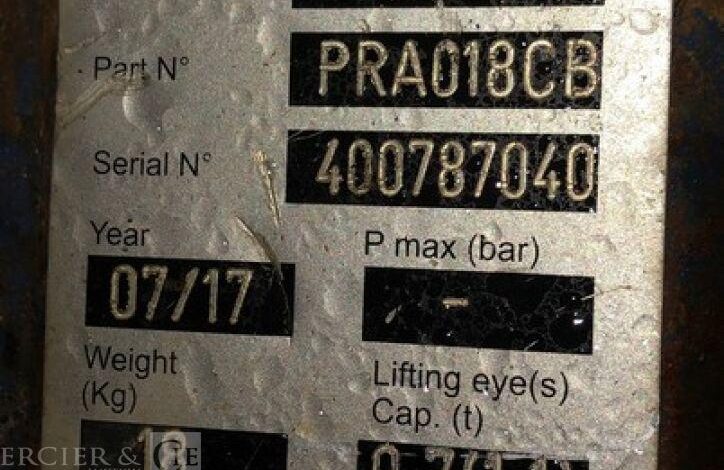 Part N° PRA018CB
Serial N° 400787040
Year P max (bar)
07/17 -
Weight
(Kg)
Lifting eye(s)
Cap. (t)